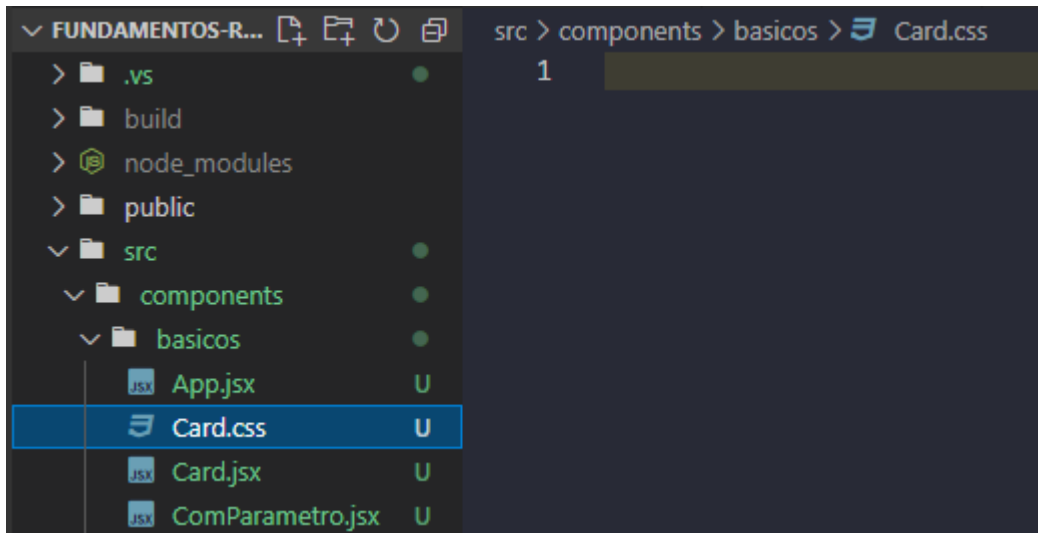 FUNDAMENTOS-R...
.vs
build
node_modules
public
src
components
basicos
App.jsx U
Card.css U
Card.jsx U
ComParametro.jsx U
src > components > basicos > Card.css
1